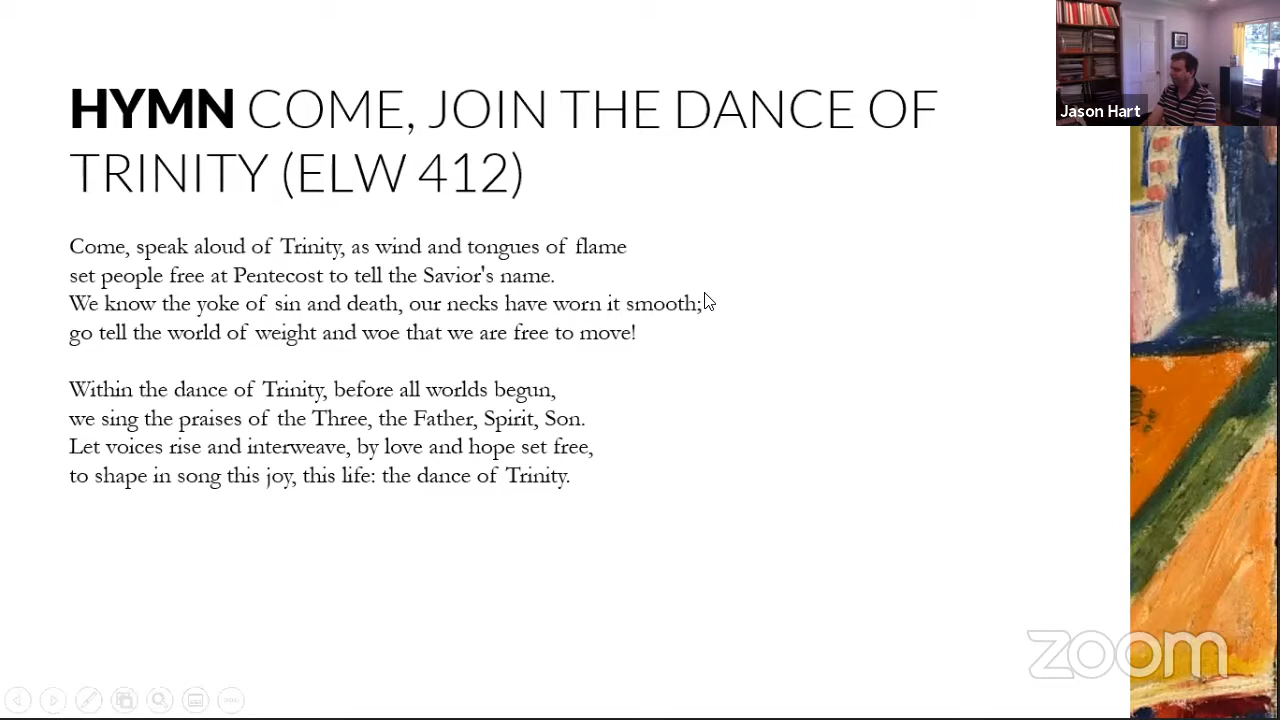 HYMN COME, JOIN THE DANCE OF
TRINITY (ELW 412)
Come, speak aloud of Trinity, as wind and tongues of flame
set people free at Pentecost to tell the Savior's name.
We know the yoke of sin and death, our necks have worn it smooth;
go tell the world of weight and woe that we are free to move!
Within the dance of Trinity, before all worlds begun,
we sing the praises of the Three, the Father, Spirit, Son.
Let voices rise and interweave, by love and hope set free,
to shape in song this joy, this life: the dance of Trinity.
Jason Hart
zoom